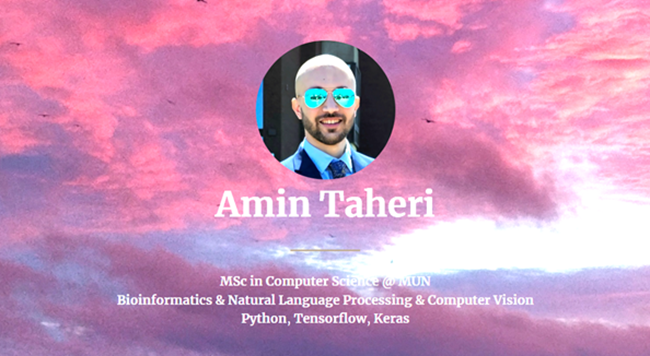 Amin Taheri
MSc in Computer Science @ MUN
Bioinformatics & Natural Language Processing & Computer Vision
Python, Tensorflow, Keras